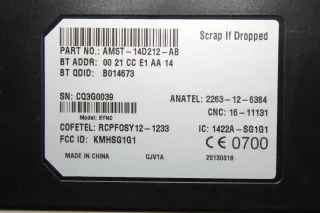 Scrap If Dropped
PART NO.: AM5T-14D212-AB
BT ADDR: 00 21 CC E1 AA 14
BT QDID: B014673
SN: CQ3G0039
ANATEL: 2263-12-6384
Model: SYNC
CNC: 16-11131
COFETEL: RCPFOSY12-1233
IC: 1422A-SG1G1
FCC ID: KMHSG1G1
CE 0700
MADE IN CHINA GJV1A 20130316